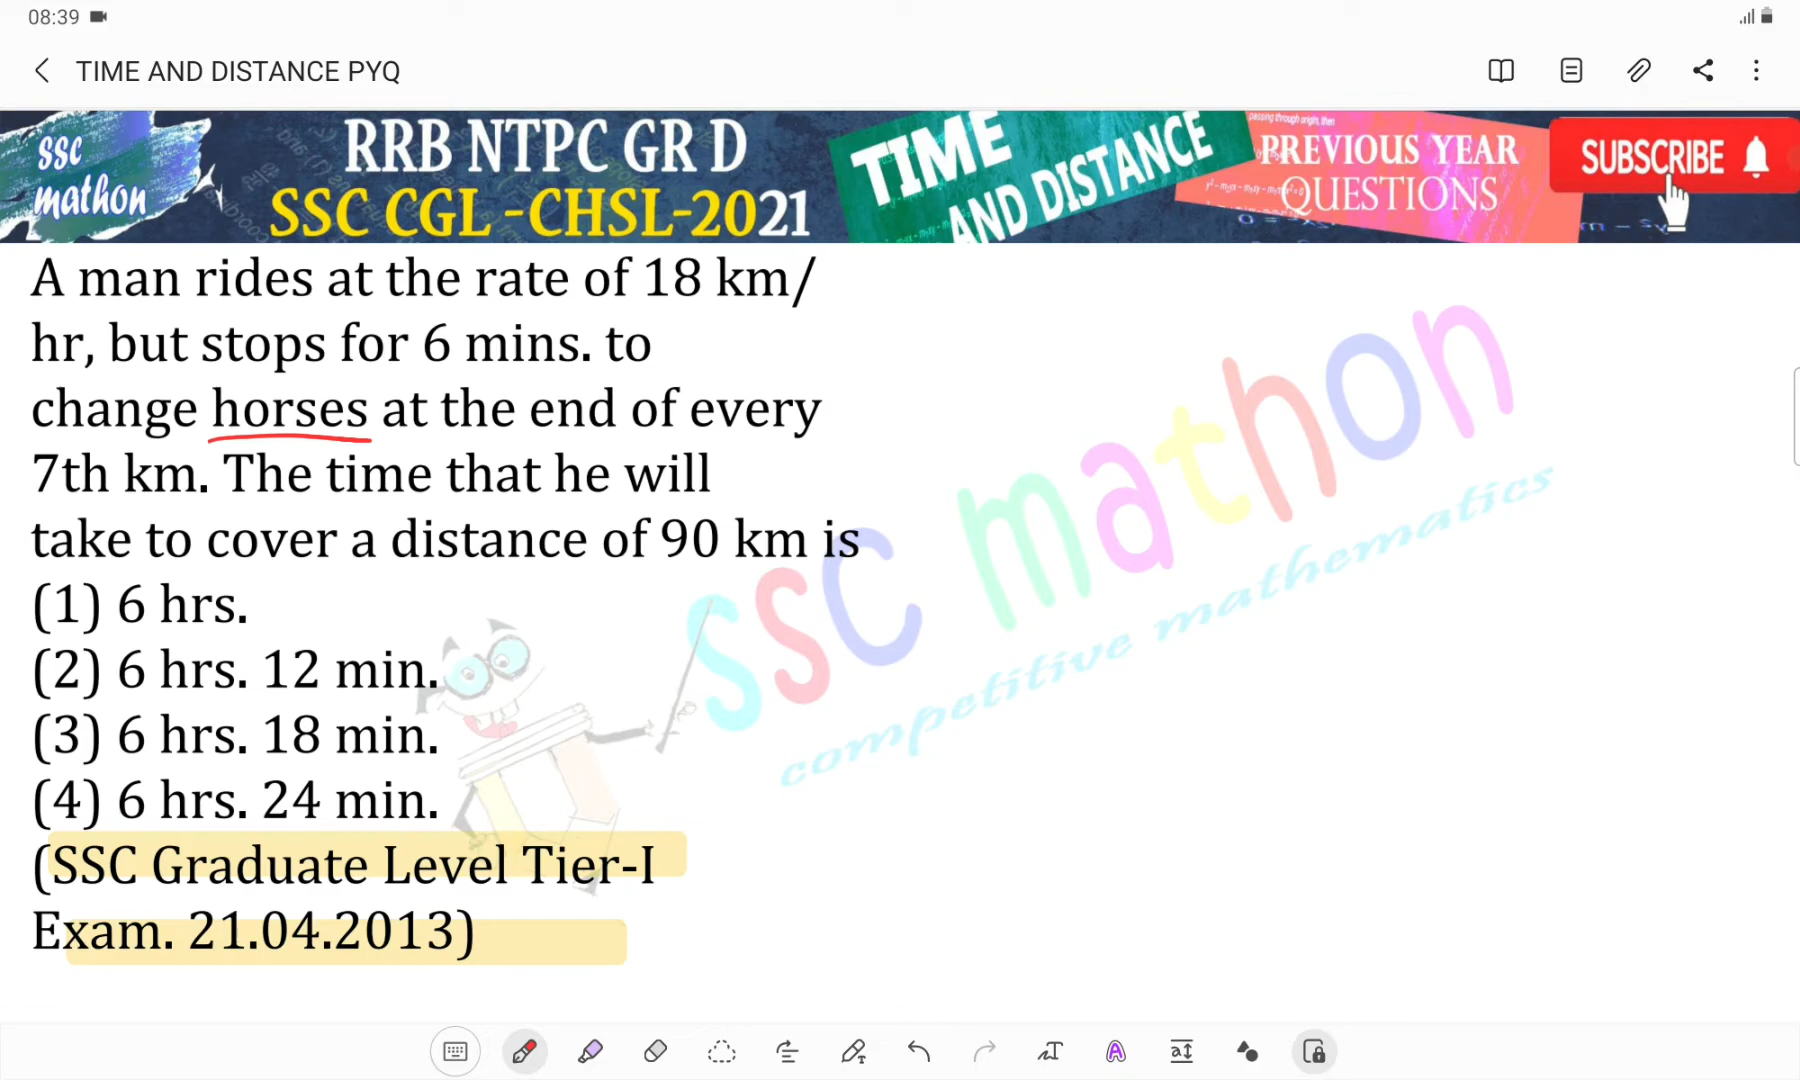 08:39
TIME AND DISTANCE PYQ
SSC
mathon
RRB NTPC GR D
SSC CGL -CHSL-2021
TIME
AND DISTANCE
passing through origin, then
PREVIOUS YEAR
QUESTIONS
SUBSCRIBE
A man rides at the rate of 18 km/
hr, but stops for 6 mins. to
change horses at the end of every
7th km. The time that he will
take to cover a distance of 90 km is
(1) 6 hrs.
(2) 6 hrs. 12 min.
(3) 6 hrs. 18 min.
(4) 6 hrs. 24 min.
(SSC Graduate Level Tier-I
Exam. 21.04.2013)
SSC mathon
competitive mathematics